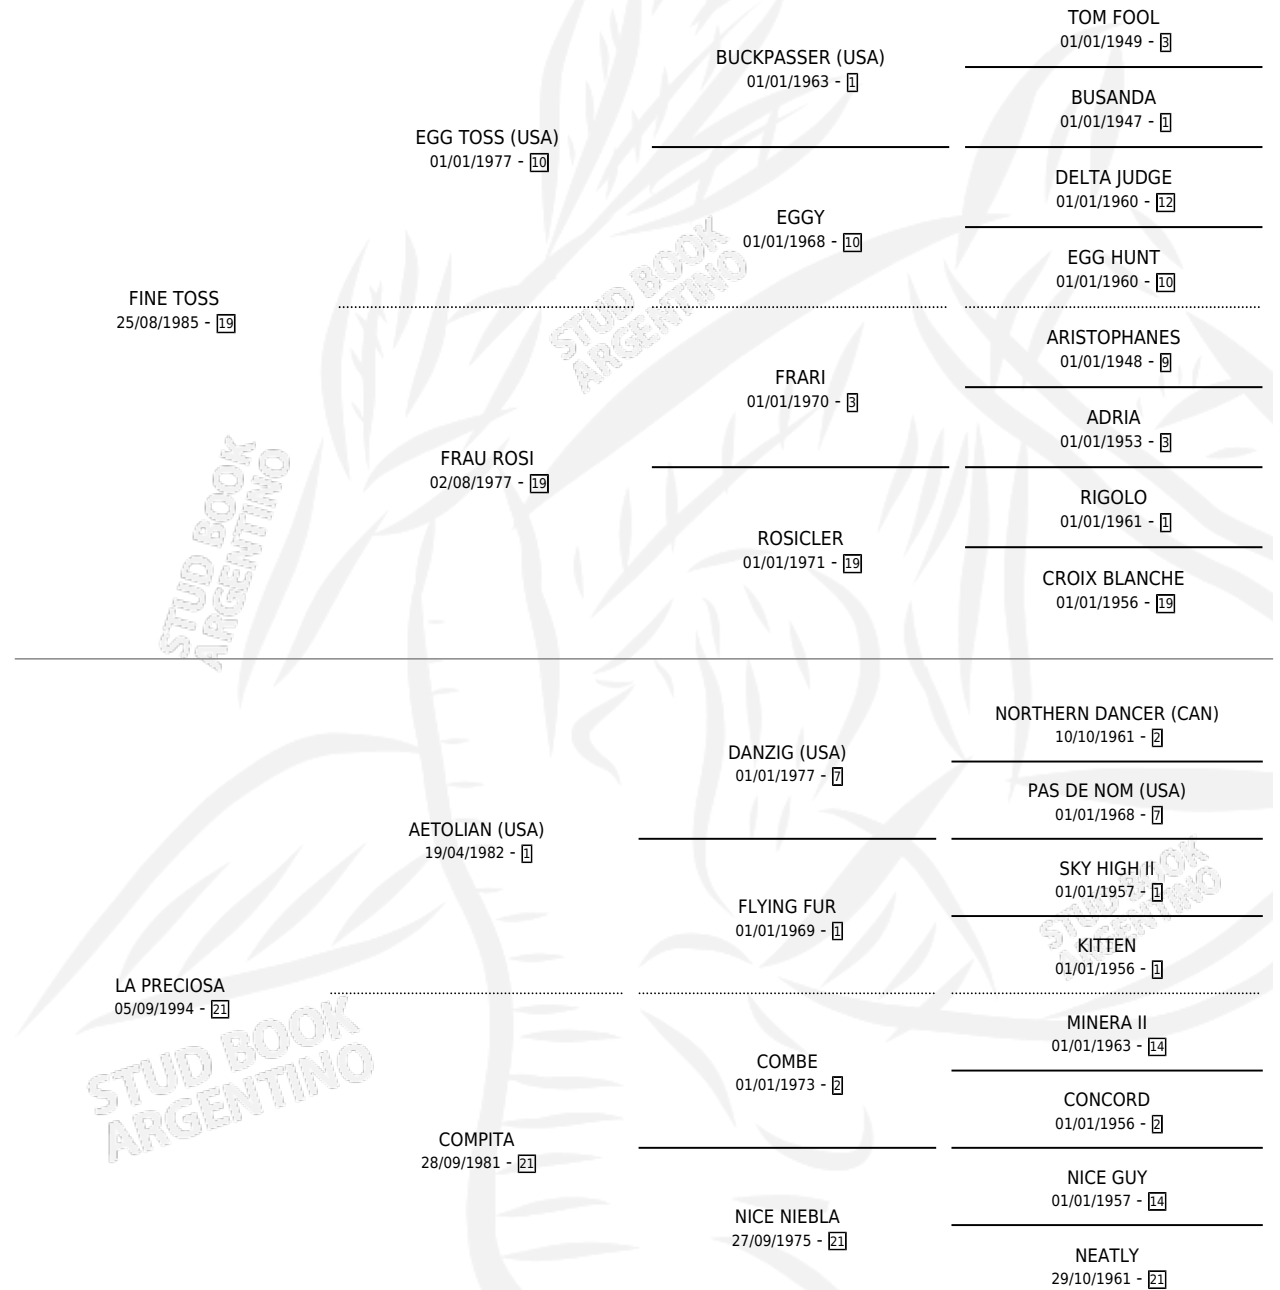 TOM FOOL
01/01/1949 - 3
BUCKPASSER (USA)
01/01/1963 - 1
BUSANDA
01/01/1947 - 1
EGG TOSS (USA)
01/01/1977 - 10
DELTA JUDGE
01/01/1960 - 12
EGGY
01/01/1968 - 10
EGG HUNT
01/01/1960 - 10
STUD BOOK
ARGENTINO
FINE TOSS
25/08/1985 - 19
ARISTOPHANES
01/01/1948 - 9
FRARI
01/01/1970 - 3
ADRIA
01/01/1953 - 3
FRAU ROSI
02/08/1977 - 19
RIGOLO
01/01/1961 - 1
ROSICLER
01/01/1971 - 19
CROIX BLANCHE
01/01/1956 - 19
STUD BOOK
ARGENTINO
NORTHERN DANCER (CAN)
10/10/1961 - 2
DANZIG (USA)
01/01/1977 - 7
PAS DE NOM (USA)
01/01/1968 - 7
AETOLIAN (USA)
19/04/1982 - 1
SKY HIGH II
01/01/1957 - 1
FLYING FUR
01/01/1969 - 1
KITTEN
01/01/1956 - 1
STUD BOOK
ARGENTINO
LA PRECIOSA
05/09/1994 - 21
MINERA II
01/01/1963 - 14
COMBE
01/01/1973 - 2
CONCORD
01/01/1956 - 2
STUD BOOK
ARGENTINO
COMPITA
28/09/1981 - 21
NICE GUY
01/01/1957 - 14
NICE NIEBLA
27/09/1975 - 21
NEATLY
29/10/1961 - 21